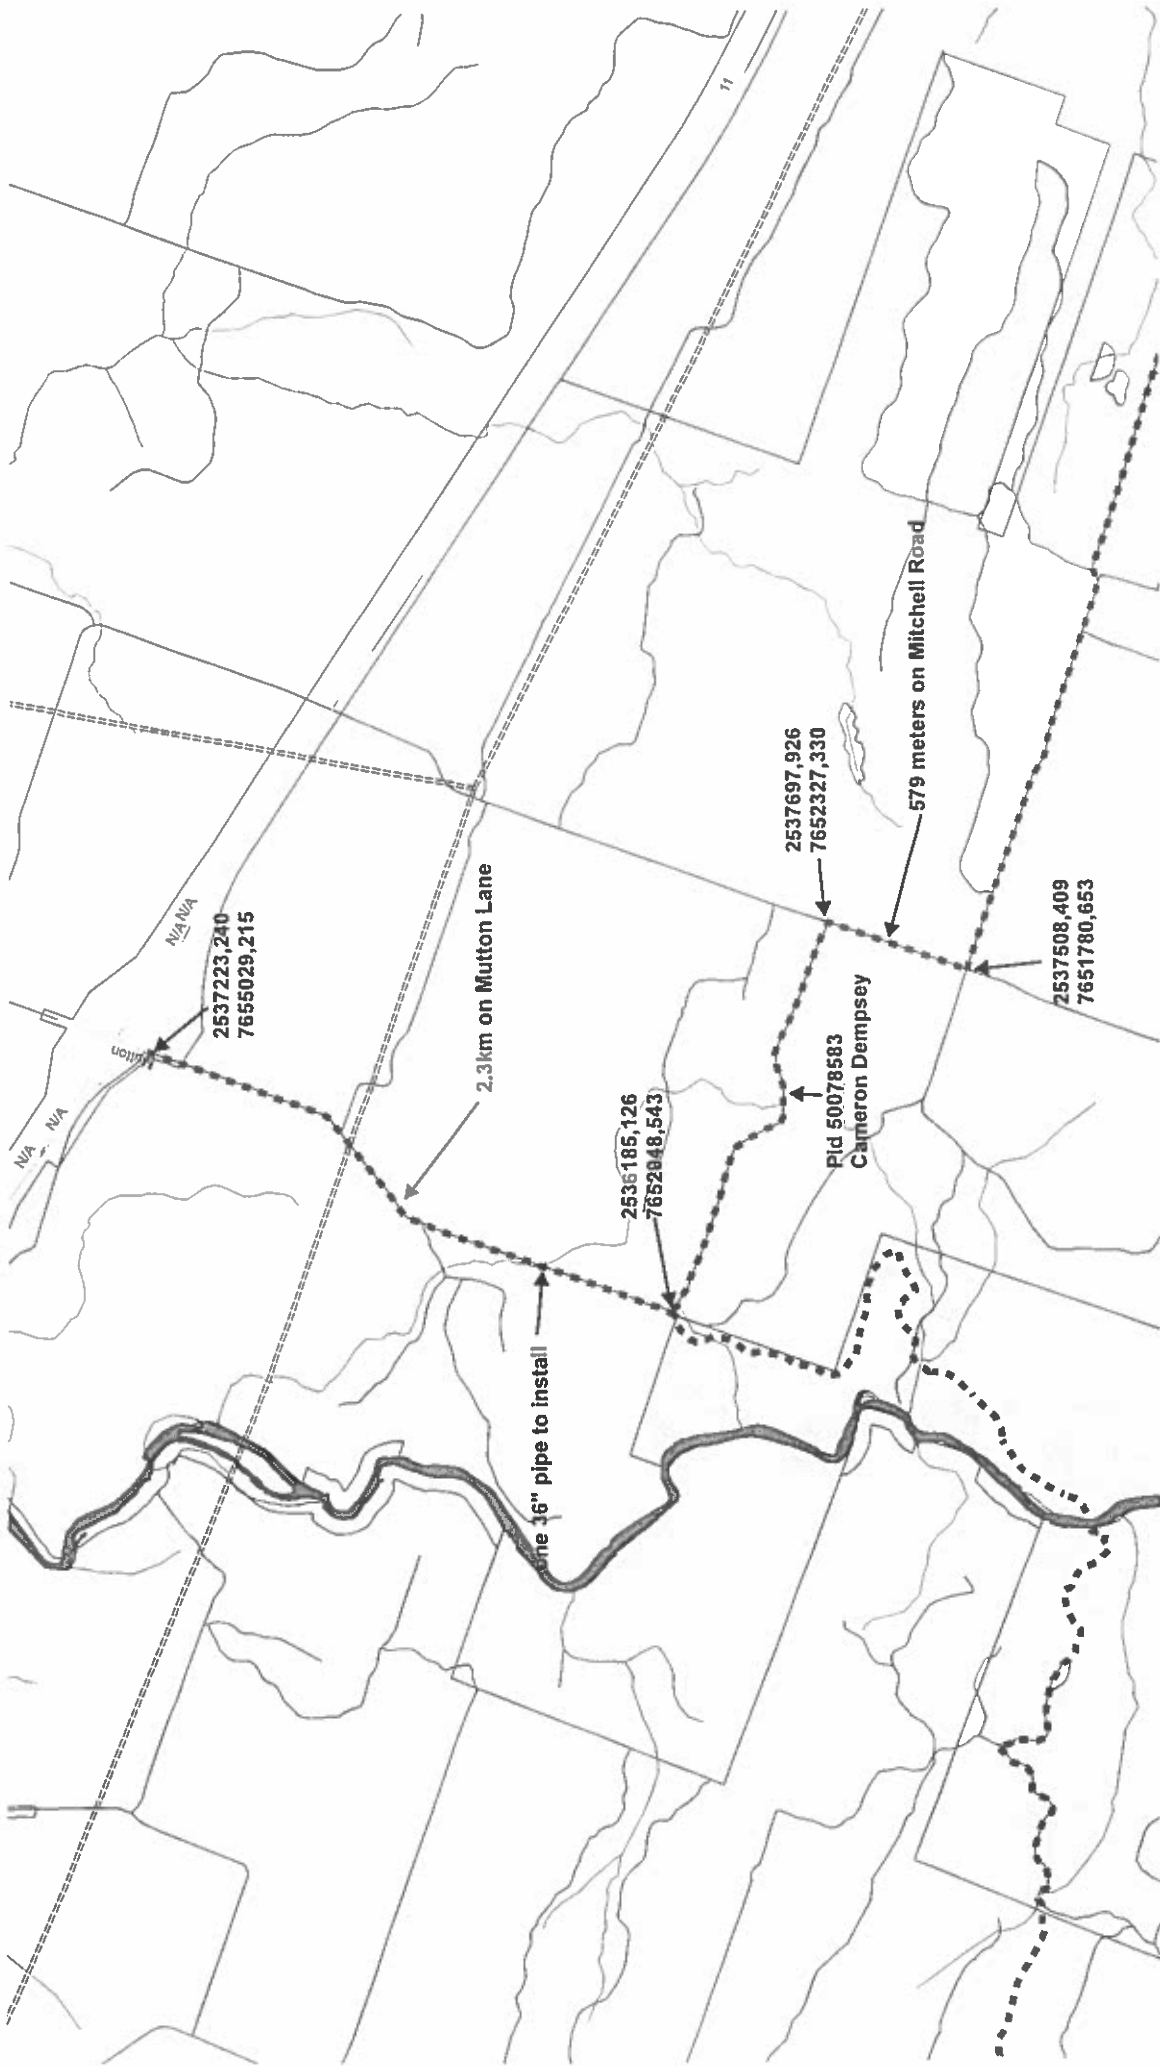 11
N/A N/A
2537223,240
7655029,215
N/A
N/A
2.3km on Mutton Lane
2537697,926
7652327,330
579 meters on Mitchell Road
2536185,126
7652048,543
Pid 50078583
Cameron Dempsey
2537508,409
7651780,653
36" pipe to install